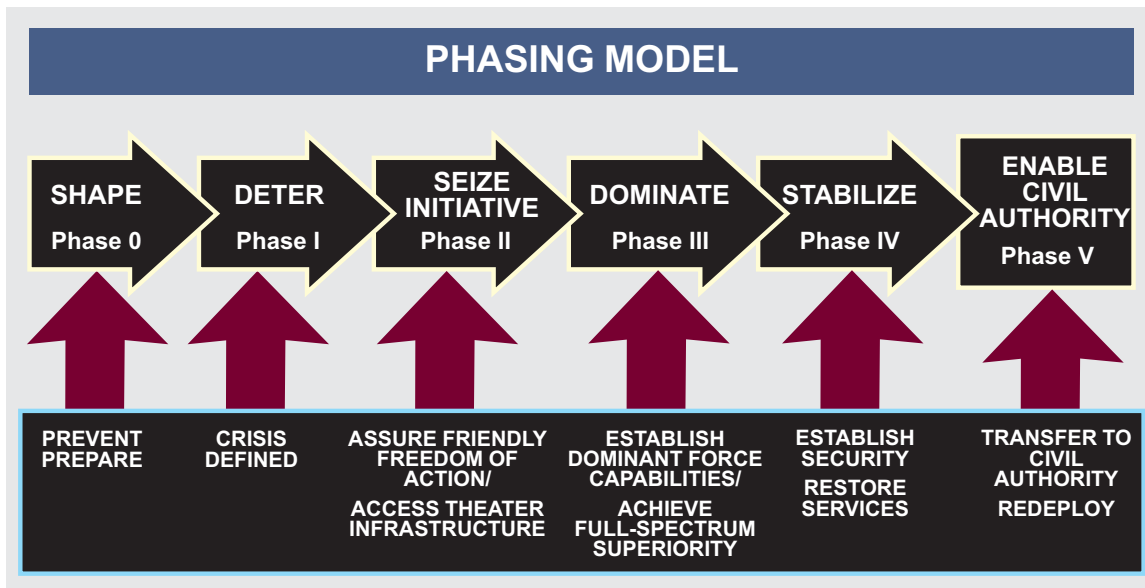 PHASING MODEL
SHAPE
Phase 0
DETER
Phase I
SEIZE
INITIATIVE
Phase II
DOMINATE
Phase III
STABILIZE
Phase IV
ENABLE
CIVIL
AUTHORITY
Phase V
PREVENT
PREPARE
CRISIS
DEFINED
ASSURE FRIENDLY
FREEDOM OF
ACTION/
ACCESS THEATER
INFRASTRUCTURE
ESTABLISH
DOMINANT FORCE
CAPABILITIES/
ACHIEVE
FULL-SPECTRUM
SUPERIORITY
ESTABLISH
SECURITY
RESTORE
SERVICES
TRANSFER TO
CIVIL
AUTHORITY
REDEPLOY